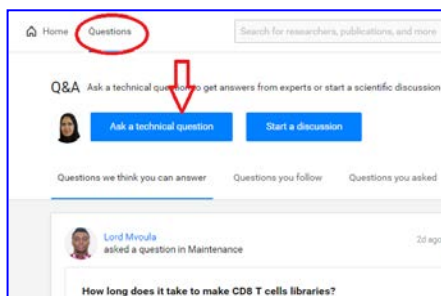 Home Questions Search for researchers, publications, and more
Q&A Ask a technical question to get answers from experts or start a scientific discussion
Ask a technical question Start a discussion
Questions we think you can answer Questions you follow Questions you asked
Lord Mvoula 2d ago
asked a question in Maintenance
How long does it take to make CD8 T cells libraries?